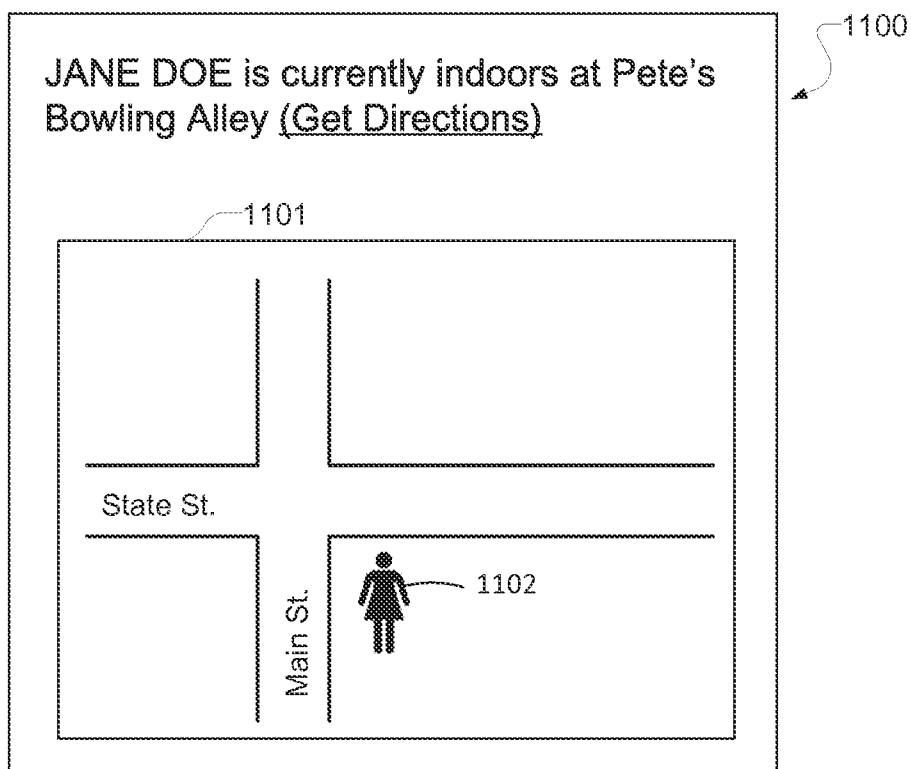 1100
JANE DOE is currently indoors at Pete's
Bowling Alley (Get Directions)
1101
State St.
1102
Main St.